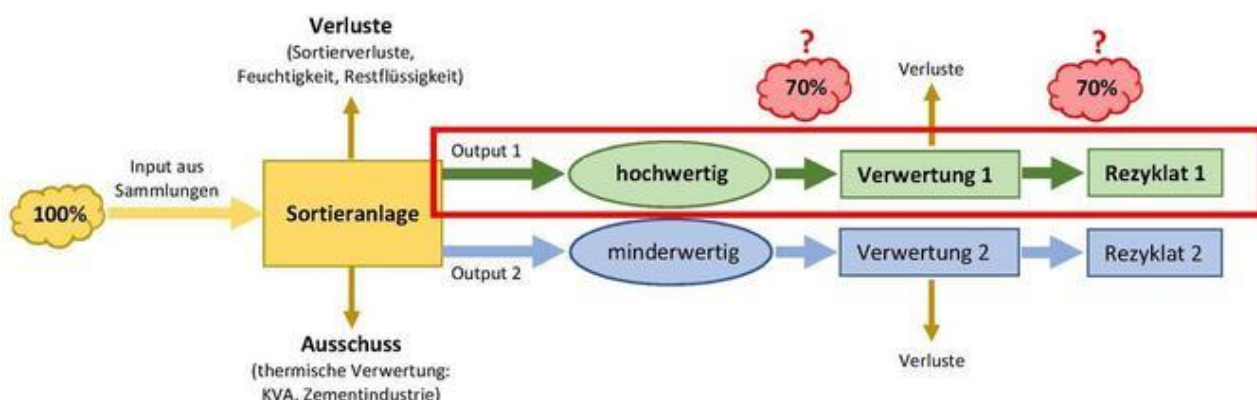 Verluste
(Sortierverluste,
Feuchtigkeit, Restflüssigkeit)
?
70%
Verluste
?
70%
Input aus
Sammlungen
100%
Sortieranlage
Output 1
hochwertig
Verwertung 1
Rezyklat 1
Output 2
minderwertig
Verwertung 2
Rezyklat 2
Ausschuss
(thermische Verwertung:
KVA, Zementindustrie)
Verluste